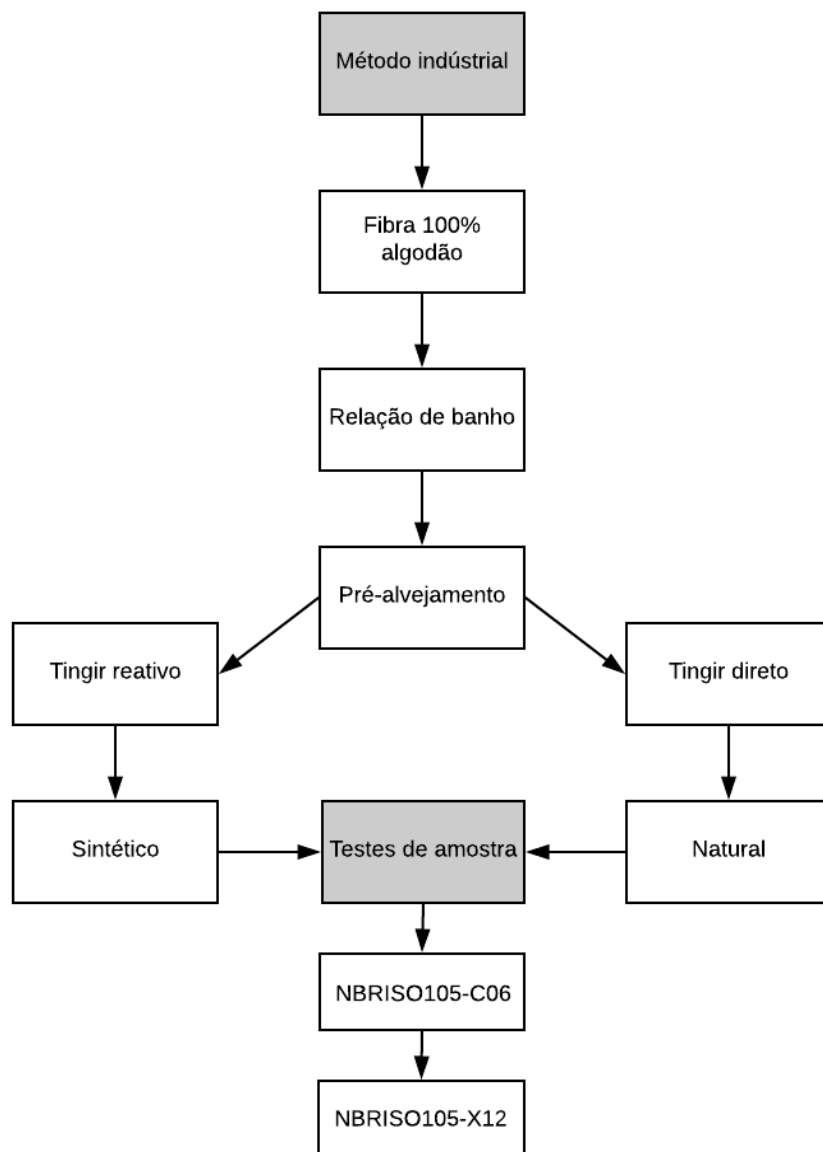 Método indústrial
Fibra 100%
algodão
Relação de banho
Pré-alvejamento
Tingir reativo
Tingir direto
Sintético
Testes de amostra
Natural
NBRISO105-C06
NBRISO105-X12